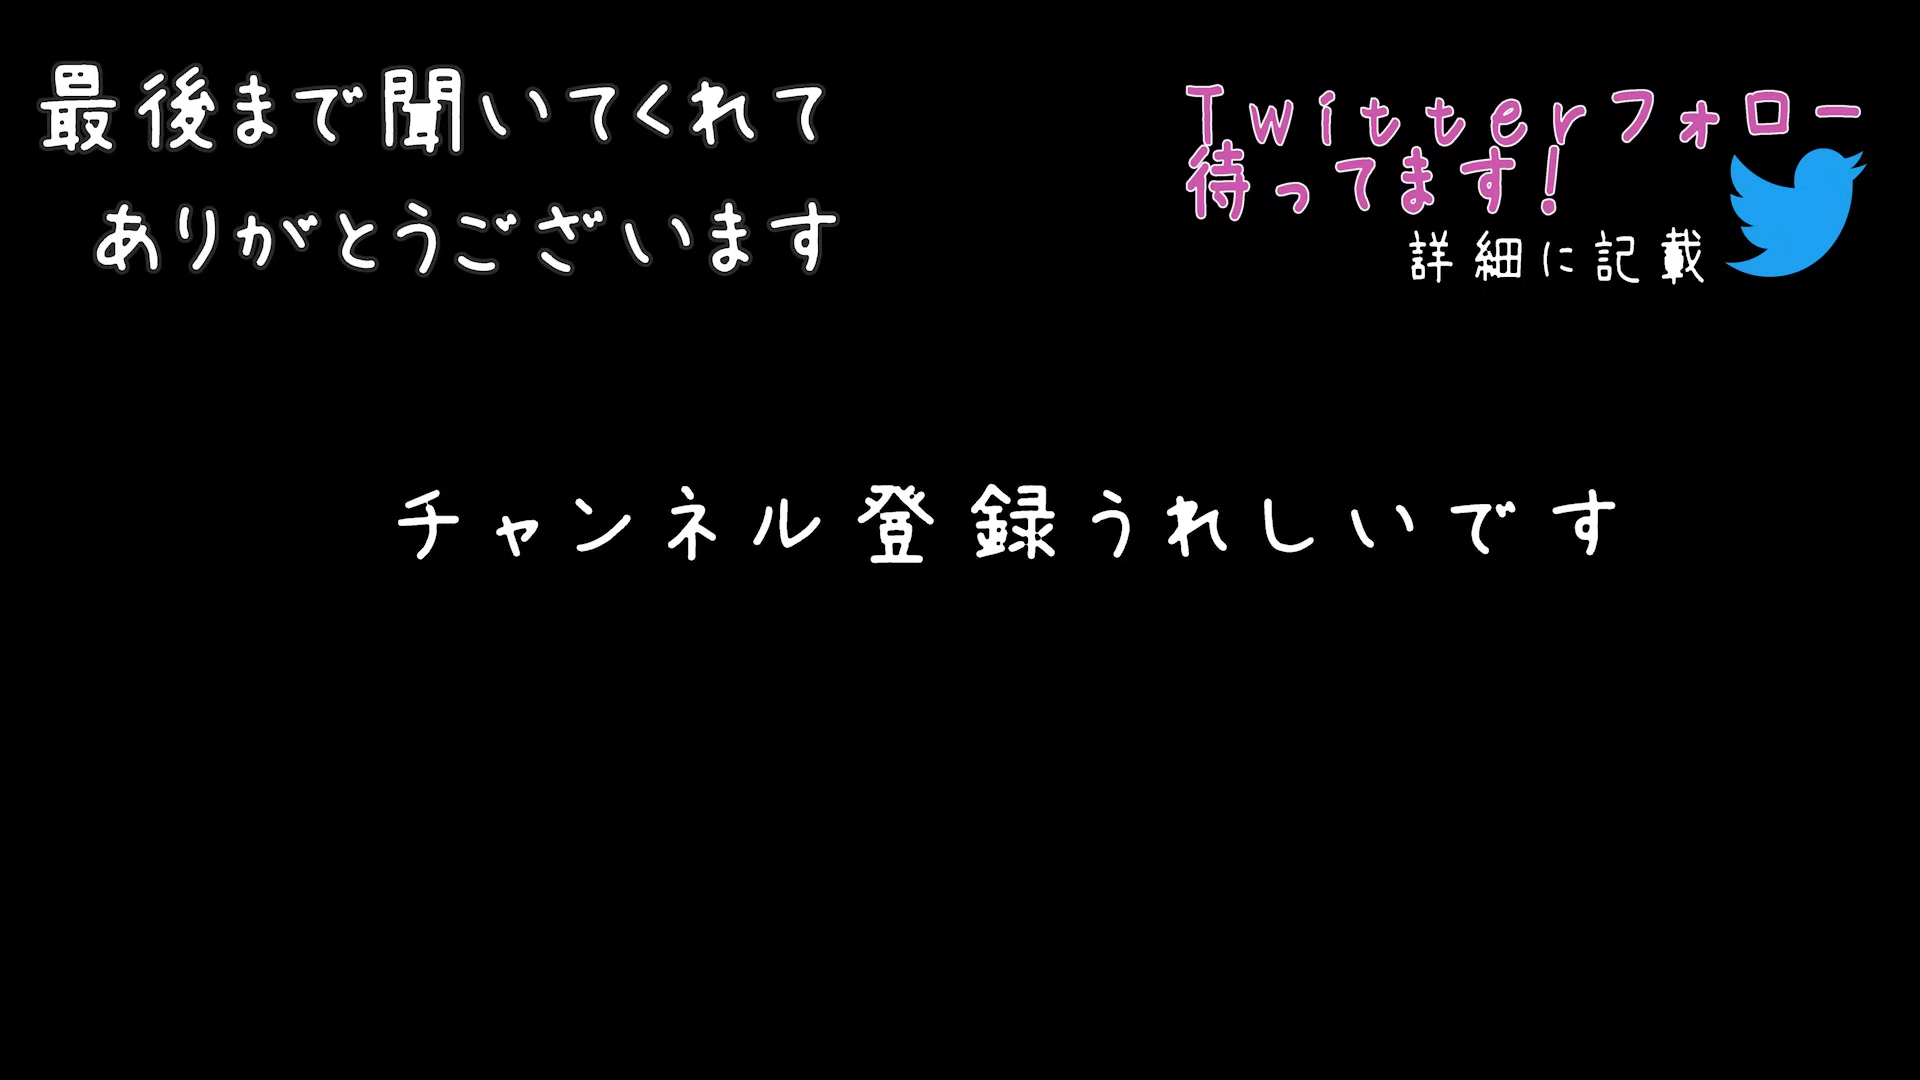 最後まで聞いてくれて
ありがとうございます
Twitterフォロー
待ってます!
詳細に記載
チャンネル登録うれしいです